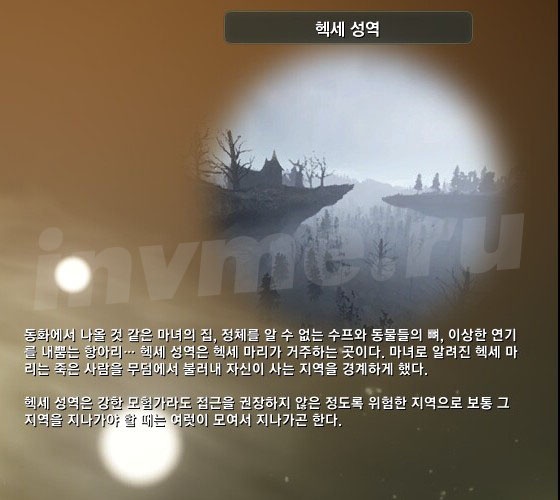 헥세 성역
invme.ru
동화에서 나올 것 같은 마녀의 집, 정체를 알 수 없는 수프와 동물들의 뼈, 이상한 연기
를 내뿜는 항아리… 헥세 성역은 헥세 마리가 거주하는 곳이다. 마녀로 알려진 헥세 마
리는 죽은 사람을 무덤에서 불러내 자신이 사는 지역을 경계하게 했다.
헥세 성역은 강한 모험가라도 접근을 권장하지 않은 정도록 위험한 지역으로 보통 그
지역을 지나가야 할 때는 여럿이 모여서 지나가곤 한다.